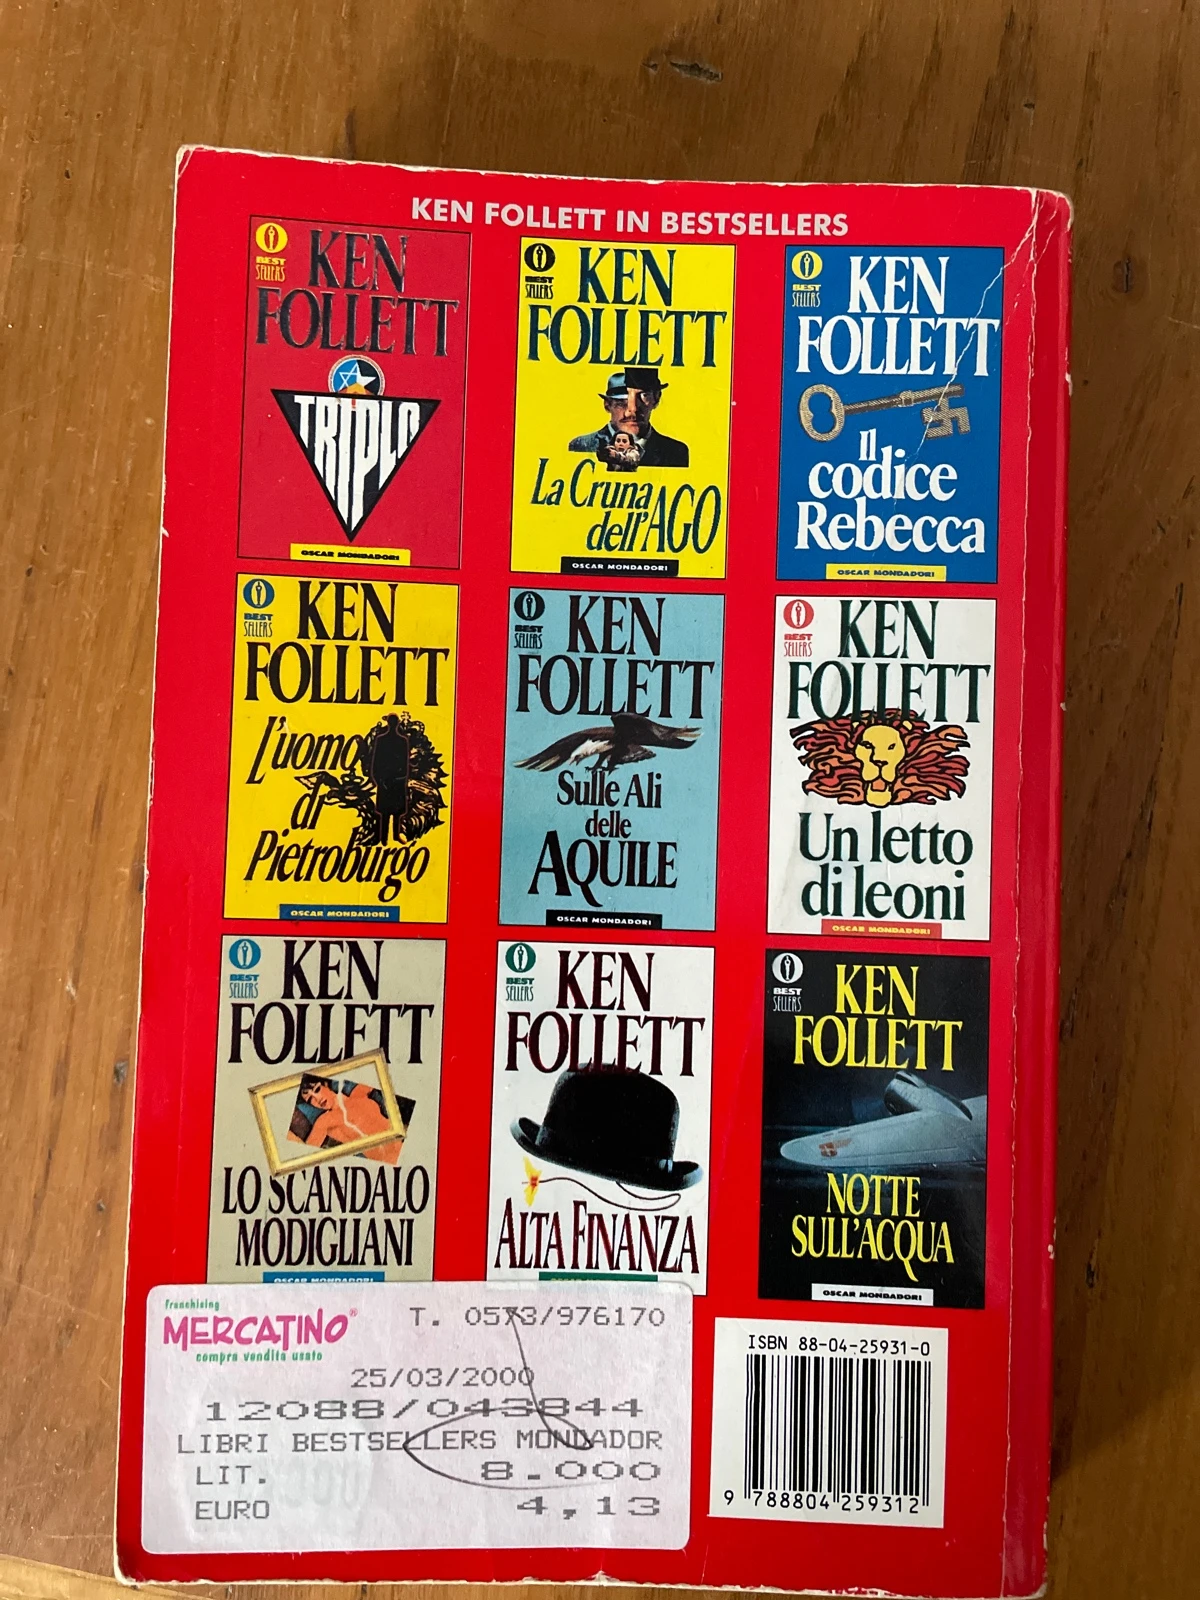 KEN FOLLETT IN BESTSELLERS
BEST
SELLERS
KEN
FOLLETT
TRIPLO
OSCAR MONDADORI
BEST
SELLERS
KEN
FOLLETT
La Cruna
dell'AGO
OSCAR MONDADORI
BEST
SELLERS
KEN
FOLLETT
Il
codice
Rebecca
OSCAR MONDADORI
BEST
SELLERS
KEN
FOLLETT
L'uomo
di
Pietroburgo
OSCAR MONDADORI
BEST
SELLERS
KEN
FOLLETT
Sulle Ali
delle
AQUILE
OSCAR MONDADORI
BEST
SELLERS
KEN
FOLLETT
Un letto
di leoni
OSCAR MONDADORI
BEST
SELLERS
KEN
FOLLETT
LO SCANDALO
MODIGLIANI
OSCAR MONDADORI
BEST
SELLERS
KEN
FOLLETT
ALTA FINANZA
BEST
SELLERS
KEN
FOLLETT
NOTTE
SULL'ACQUA
OSCAR MONDADORI
Franchising
MERCATINO®
compra vendita usato
T. 0573/976170
25/03/2000
12088/043844
LIBRI BESTSELLERS MONDADOR
LIT. 8.000
EURO 4,13
ISBN 88-04-25931-0
9 788804 259312